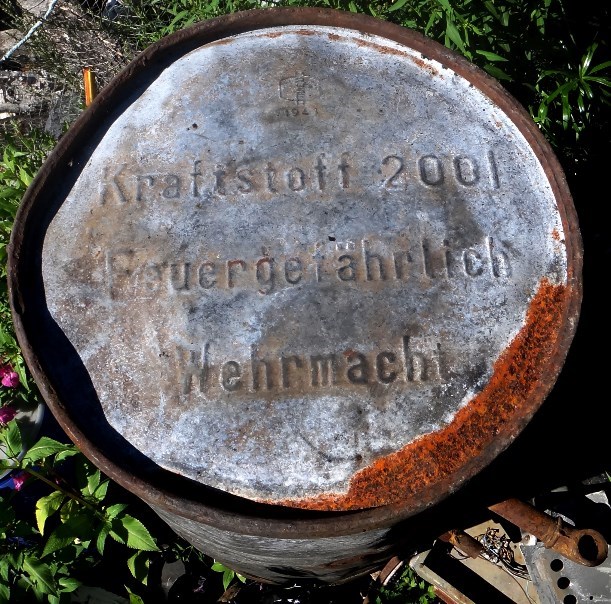 Kraftstoff 200l
Feuergefährlich
Wehrmacht